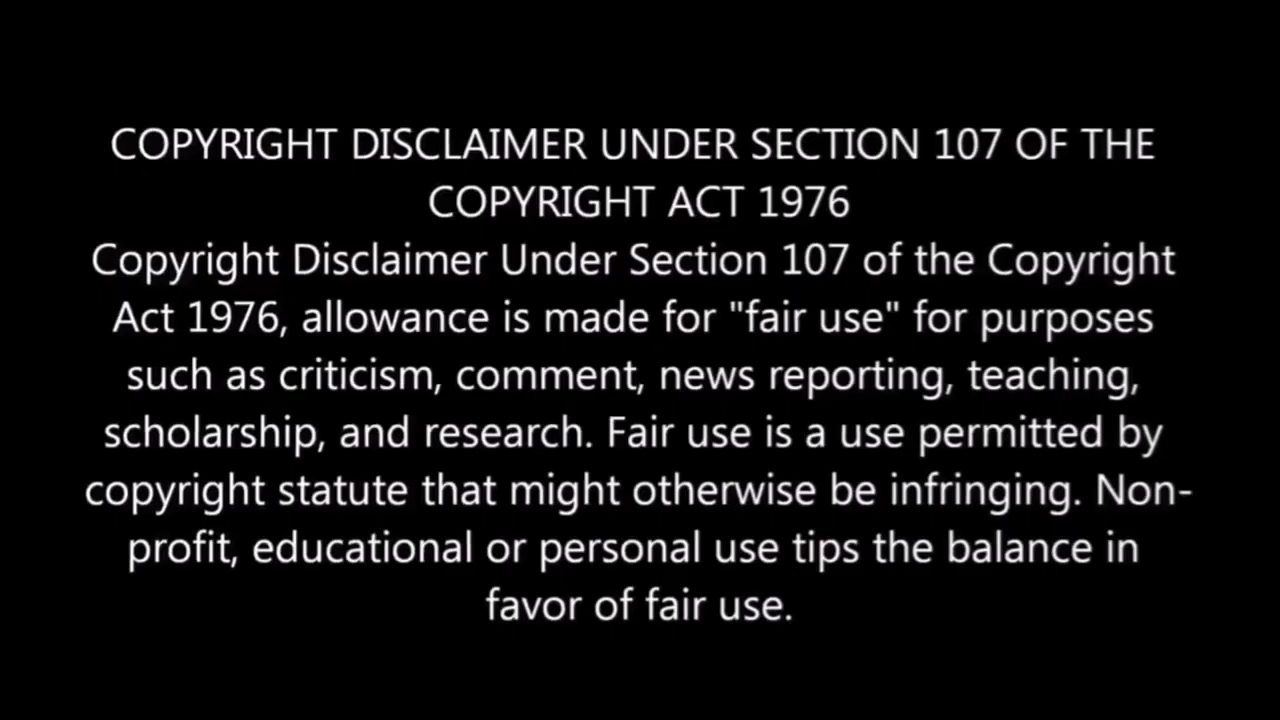 COPYRIGHT DISCLAIMER UNDER SECTION 107 OF THE
COPYRIGHT ACT 1976
Copyright Disclaimer Under Section 107 of the Copyright
Act 1976, allowance is made for "fair use" for purposes
such as criticism, comment, news reporting, teaching,
scholarship, and research. Fair use is a use permitted by
copyright statute that might otherwise be infringing. Non-
profit, educational or personal use tips the balance in
favor of fair use.